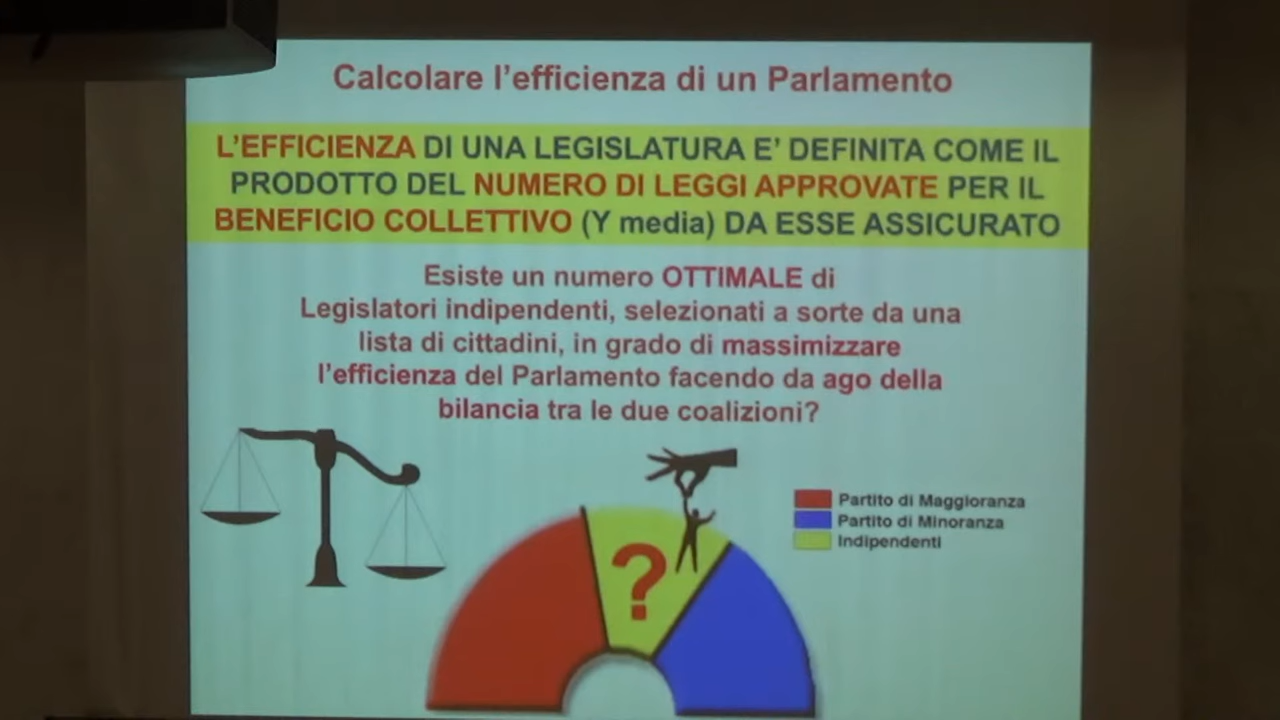 Calcolare l'efficienza di un Parlamento
L'EFFICIENZA DI UNA LEGISLATURA E' DEFINITA COME IL
PRODOTTO DEL NUMERO DI LEGGI APPROVATE PER IL
BENEFICIO COLLETTIVO (Y media) DA ESSE ASSICURATO
Esiste un numero OTTIMALE di
Legislatori indipendenti, selezionati a sorte da una
lista di cittadini, in grado di massimizzare
l'efficienza del Parlamento facendo da ago della
bilancia tra le due coalizioni?
Partito di Maggioranza
Partito di Minoranza
Indipendenti
?